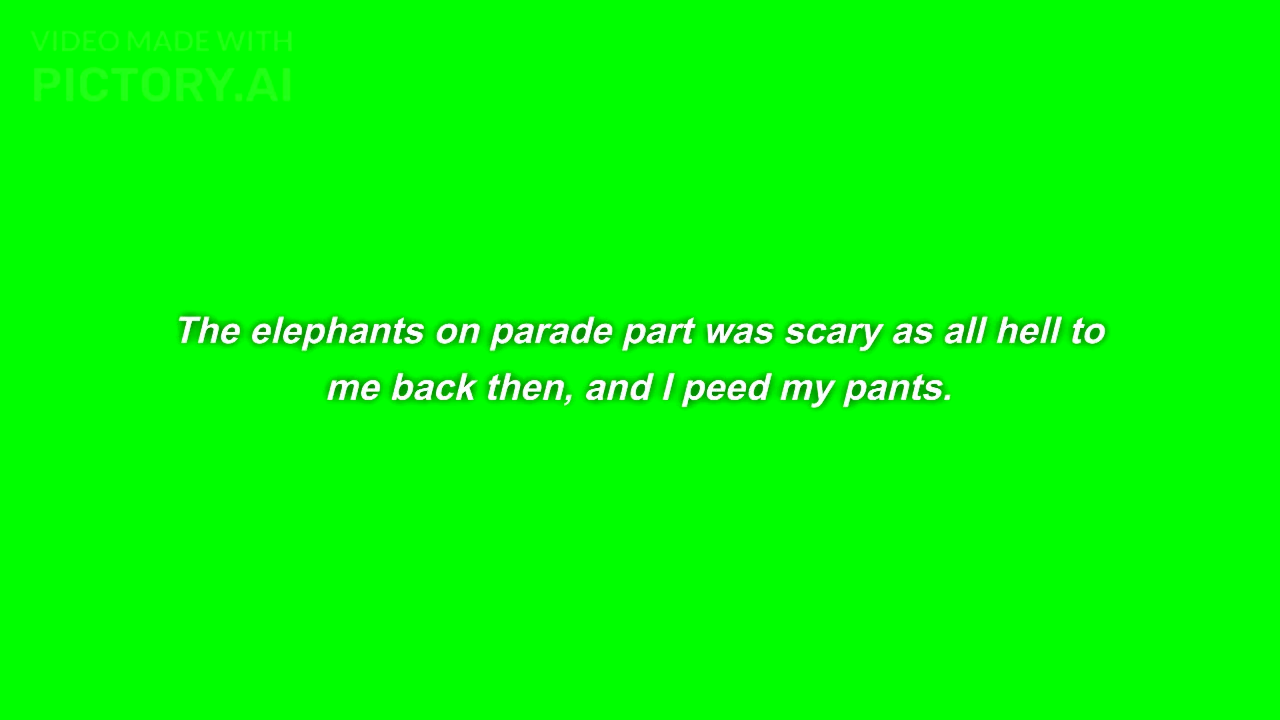 VIDEO MADE WITH
PICTORY.AI
The elephants on parade part was scary as all hell to
me back then, and I peed my pants.